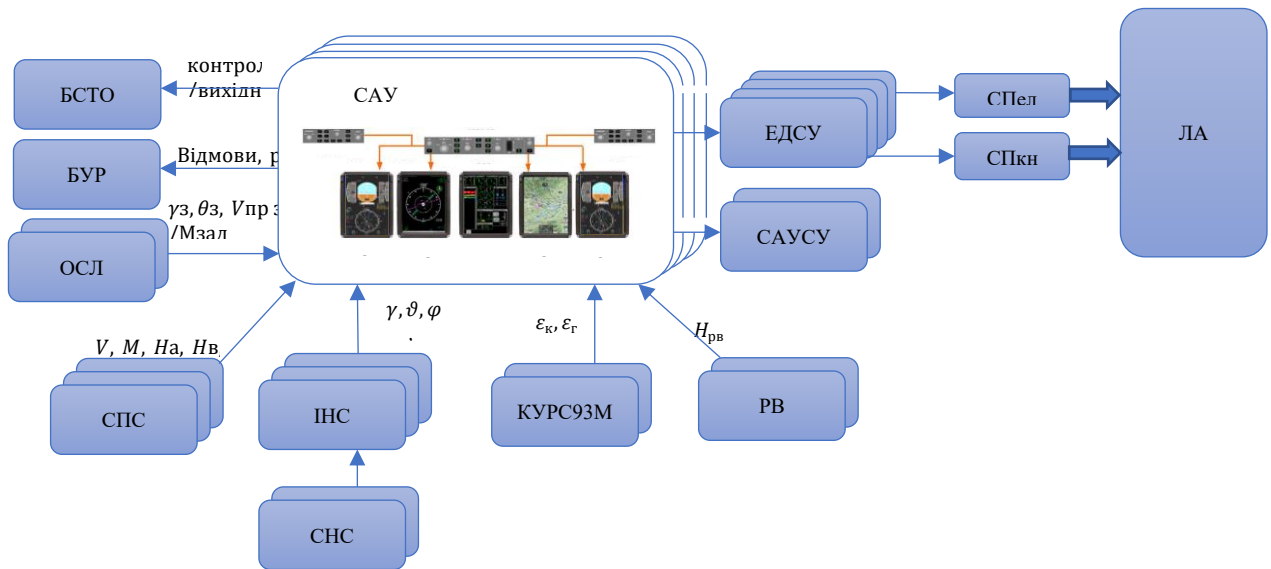 контрол
/вихідн
САУ
БСТО
СПел
ЕДСУ
ЛА
БУР
Відмови, р
СПкн
γз, θз, Vпр з
/Мзад
ОСЛ
САУСУ
γ, ϑ, φ
.
εк, εг
Hрв
V, M, Hа, Hв,
СПС
ІНС
КУРС93М
РВ
СНС